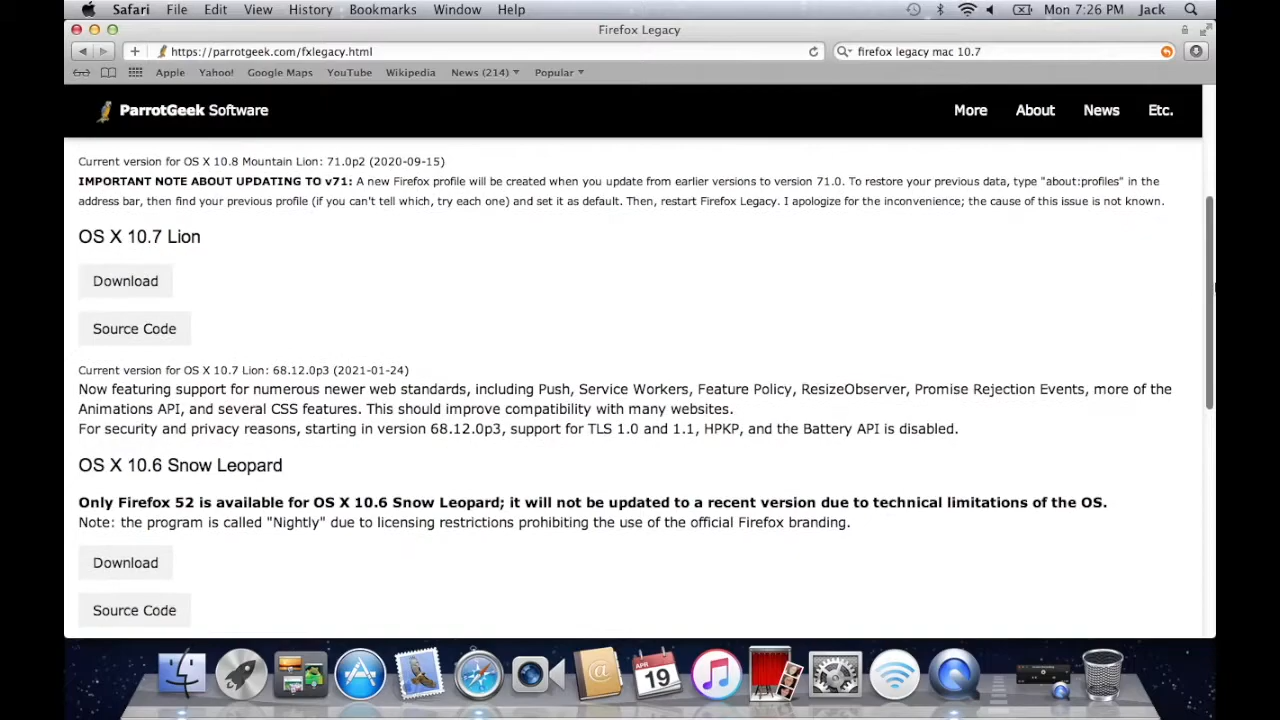 Safari File Edit View History Bookmarks Window Help Mon 7:26 PM Jack
Firefox Legacy
https://parrotgeek.com/fxlegacy.html firefox legacy mac 10.7
Apple Yahoo! Google Maps YouTube Wikipedia News (214) Popular
ParrotGeek Software More About News Etc.
Current version for OS X 10.8 Mountain Lion: 71.0p2 (2020-09-15)
IMPORTANT NOTE ABOUT UPDATING TO v71: A new Firefox profile will be created when you update from earlier versions to version 71.0. To restore your previous data, type "about:profiles" in the
address bar, then find your previous profile (if you can't tell which, try each one) and set it as default. Then, restart Firefox Legacy. I apologize for the inconvenience; the cause of this issue is not known.
OS X 10.7 Lion
Download
Source Code
Current version for OS X 10.7 Lion: 68.12.0p3 (2021-01-24)
Now featuring support for numerous newer web standards, including Push, Service Workers, Feature Policy, ResizeObserver, Promise Rejection Events, more of the
Animations API, and several CSS features. This should improve compatibility with many websites.
For security and privacy reasons, starting in version 68.12.0p3, support for TLS 1.0 and 1.1, HPKP, and the Battery API is disabled.
OS X 10.6 Snow Leopard
Only Firefox 52 is available for OS X 10.6 Snow Leopard; it will not be updated to a recent version due to technical limitations of the OS.
Note: the program is called "Nightly" due to licensing restrictions prohibiting the use of the official Firefox branding.
Download
Source Code
APR
19